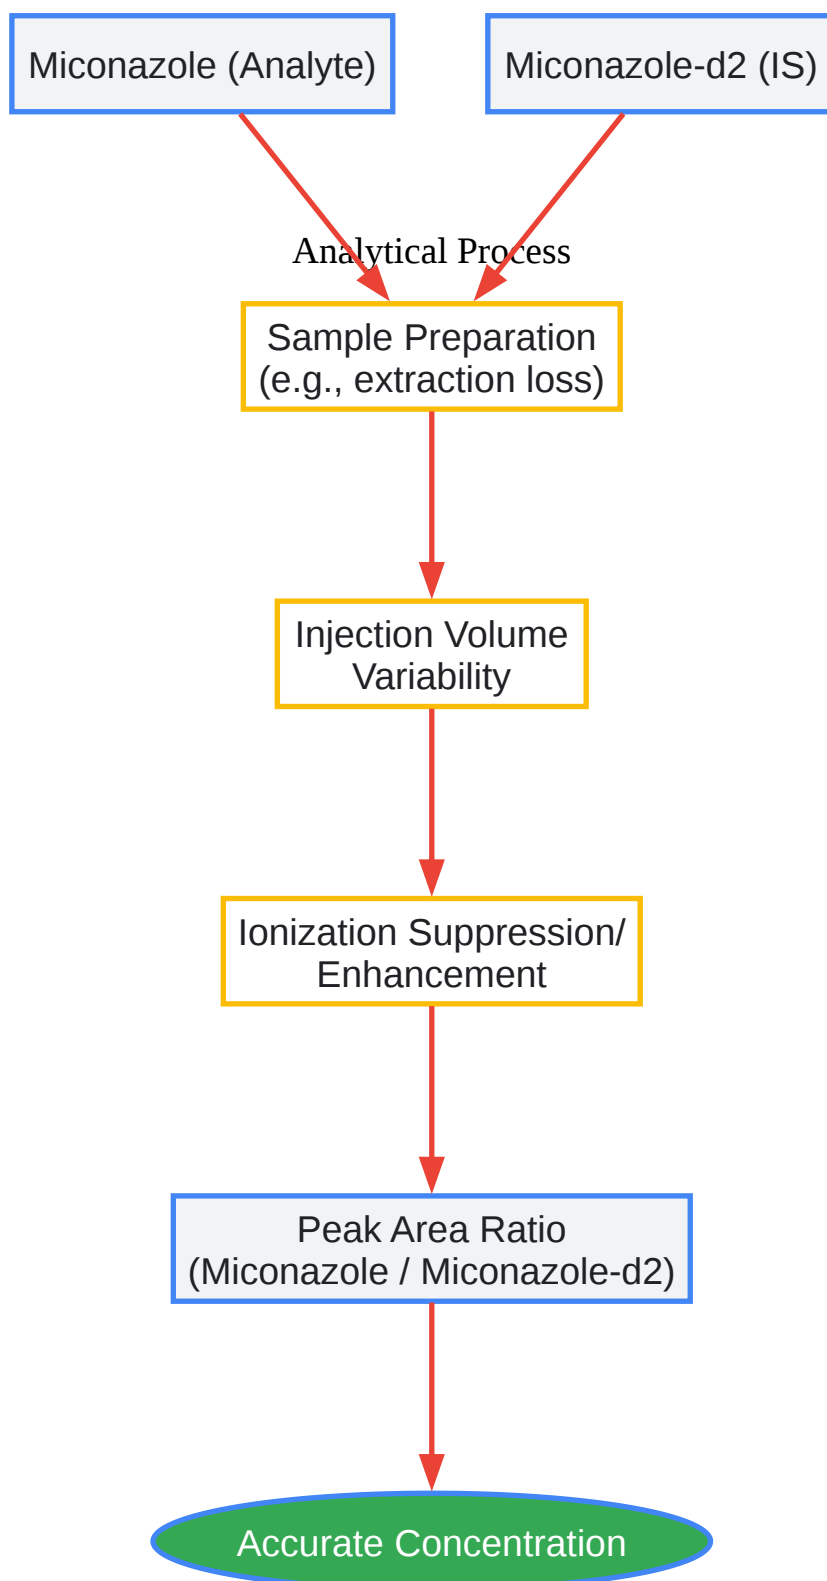 Miconazole (Analyte)
Miconazole-d2 (IS)
Analytical Process
Sample Preparation
(e.g., extraction loss)
Injection Volume
Variability
Ionization Suppression/
Enhancement
Peak Area Ratio
(Miconazole / Miconazole-d2)
Accurate Concentration